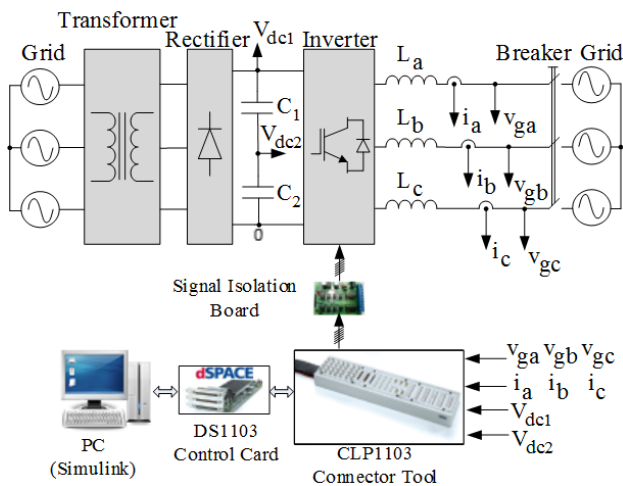 Transformer
Grid
Rectifier
Vdc1
Inverter
La
Breaker
Grid
C1
ia
vga
Vdc2
Lb
C2
ib
vgb
Lc
0
ic
vgc
Signal Isolation
Board
vga vgb vgc
dSPACE
ia ib ic
Vdc1
Vdc2
PC
(Simulink)
DS1103
Control Card
CLP1103
Connector Tool